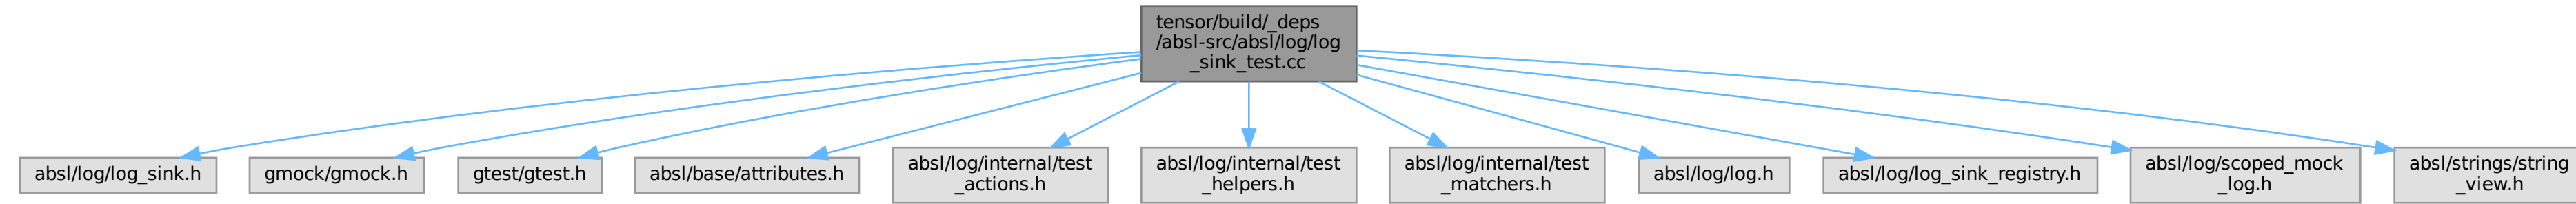 tensor/build/_deps
/absl-src/absl/log/log
_sink_test.cc
absl/log/log_sink.h
gmock/gmock.h
gtest/gtest.h
absl/base/attributes.h
absl/log/internal/test
_actions.h
absl/log/internal/test
_helpers.h
absl/log/internal/test
_matchers.h
absl/log/log.h
absl/log/log_sink_registry.h
absl/log/scoped_mock
_log.h
absl/strings/string
_view.h